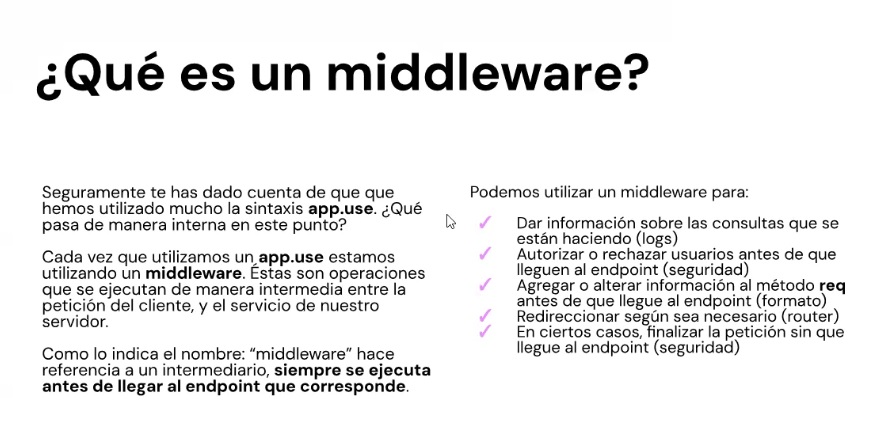 ¿Qué es un middleware?
Seguramente te has dado cuenta de que que
hemos utilizado mucho la sintaxis app.use. ¿Qué
pasa de manera interna en este punto?
Cada vez que utilizamos un app.use estamos
utilizando un middleware. Éstas son operaciones
que se ejecutan de manera intermedia entre la
petición del cliente, y el servicio de nuestro
servidor.
Como lo indica el nombre: “middleware” hace
referencia a un intermediario, siempre se ejecuta
antes de llegar al endpoint que corresponde.
Podemos utilizar un middleware para:
✓ Dar información sobre las consultas que se
están haciendo (logs)
✓ Autorizar o rechazar usuarios antes de que
lleguen al endpoint (seguridad)
✓ Agregar o alterar información al método req
antes de que llegue al endpoint (formato)
✓ Redireccionar según sea necesario (router)
✓ En ciertos casos, finalizar la petición sin que
llegue al endpoint (seguridad)